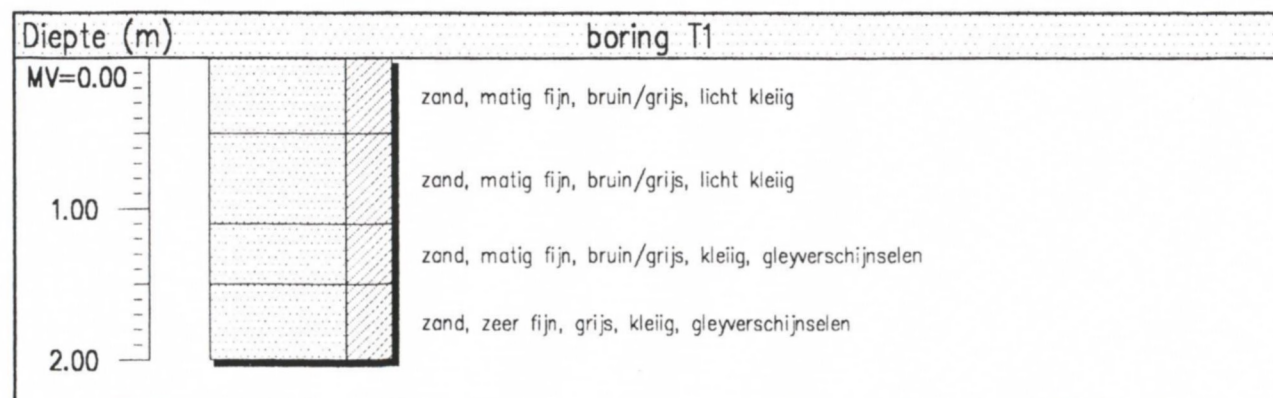 Diepte (m) boring T1
MV=0.00
zand, matig fijn, bruin/grijs, licht kleiig
zand, matig fijn, bruin/grijs, licht kleiig
1.00
zand, matig fijn, bruin/grijs, kleiig, gleyverschijnselen
zand, zeer fijn, grijs, kleiig, gleyverschijnselen
2.00